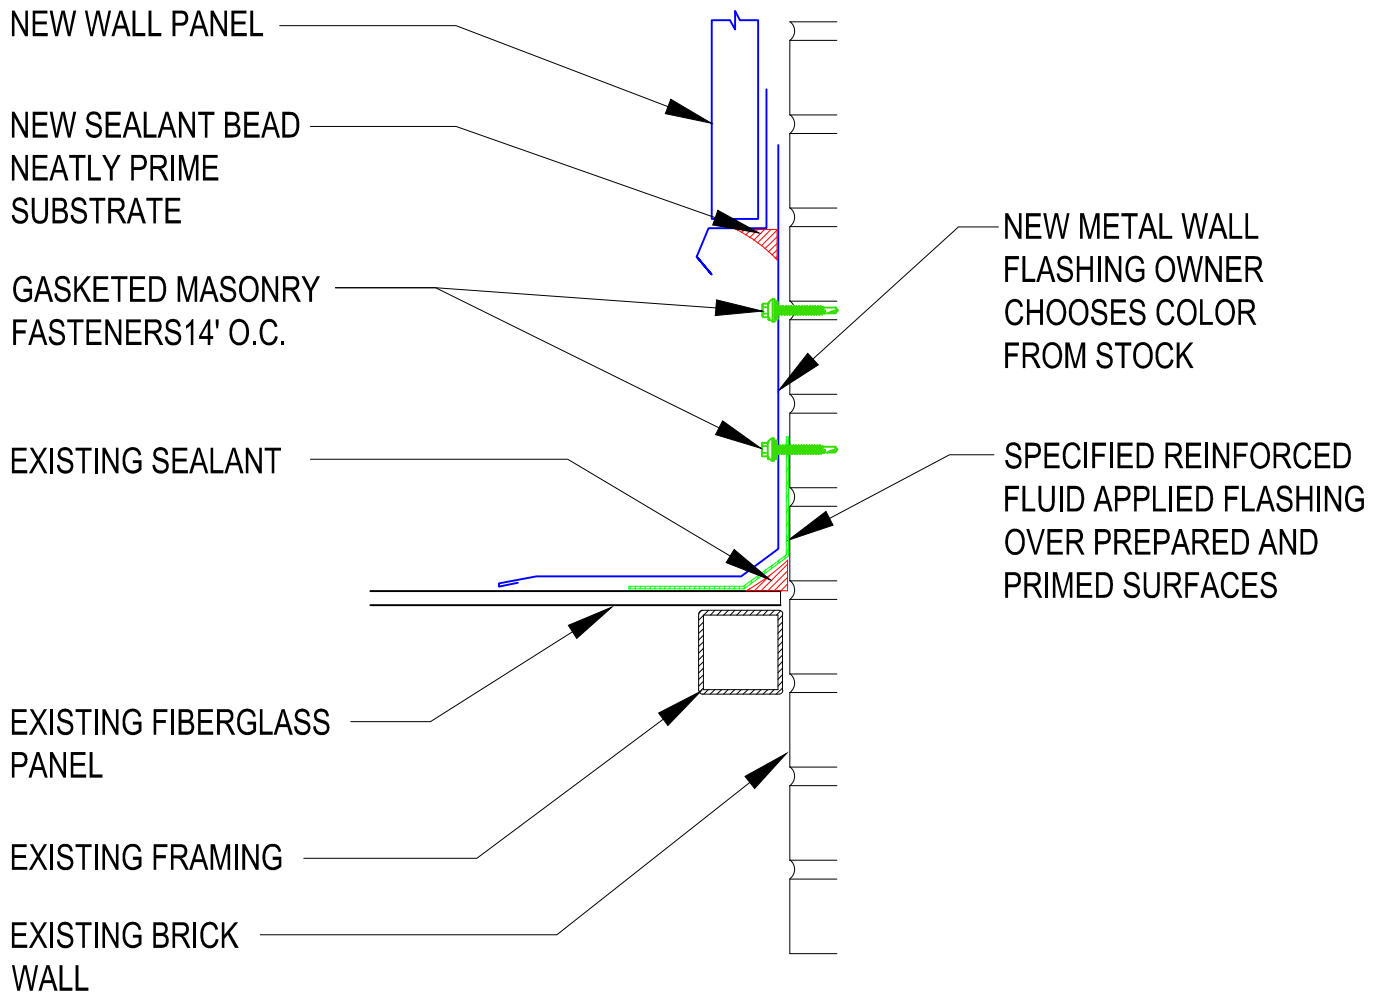 NEW WALL PANEL
NEW SEALANT BEAD
NEATLY PRIME
SUBSTRATE
GASKETED MASONRY
FASTENERS14' O.C.
EXISTING SEALANT
EXISTING FIBERGLASS
PANEL
EXISTING FRAMING
EXISTING BRICK
WALL
NEW METAL WALL
FLASHING OWNER
CHOOSES COLOR
FROM STOCK
SPECIFIED REINFORCED
FLUID APPLIED FLASHING
OVER PREPARED AND
PRIMED SURFACES